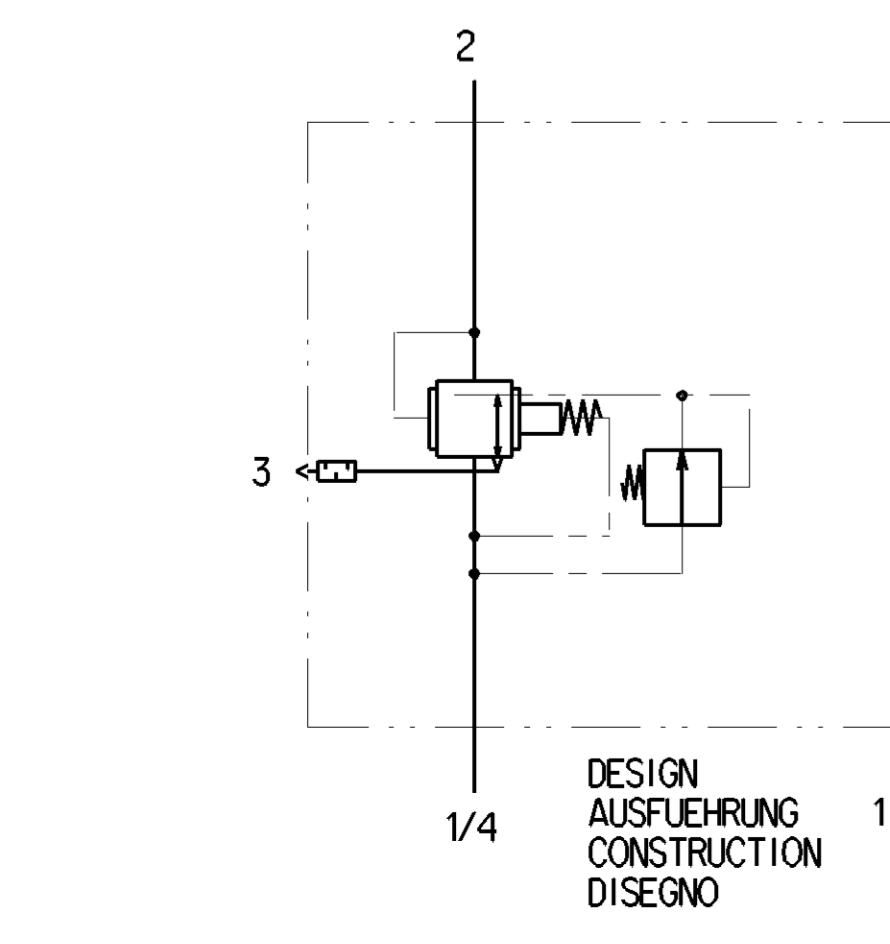 2
3
1/4
DESIGN
AUSFUEHRUNG 1
CONSTRUCTION
DISEGNO